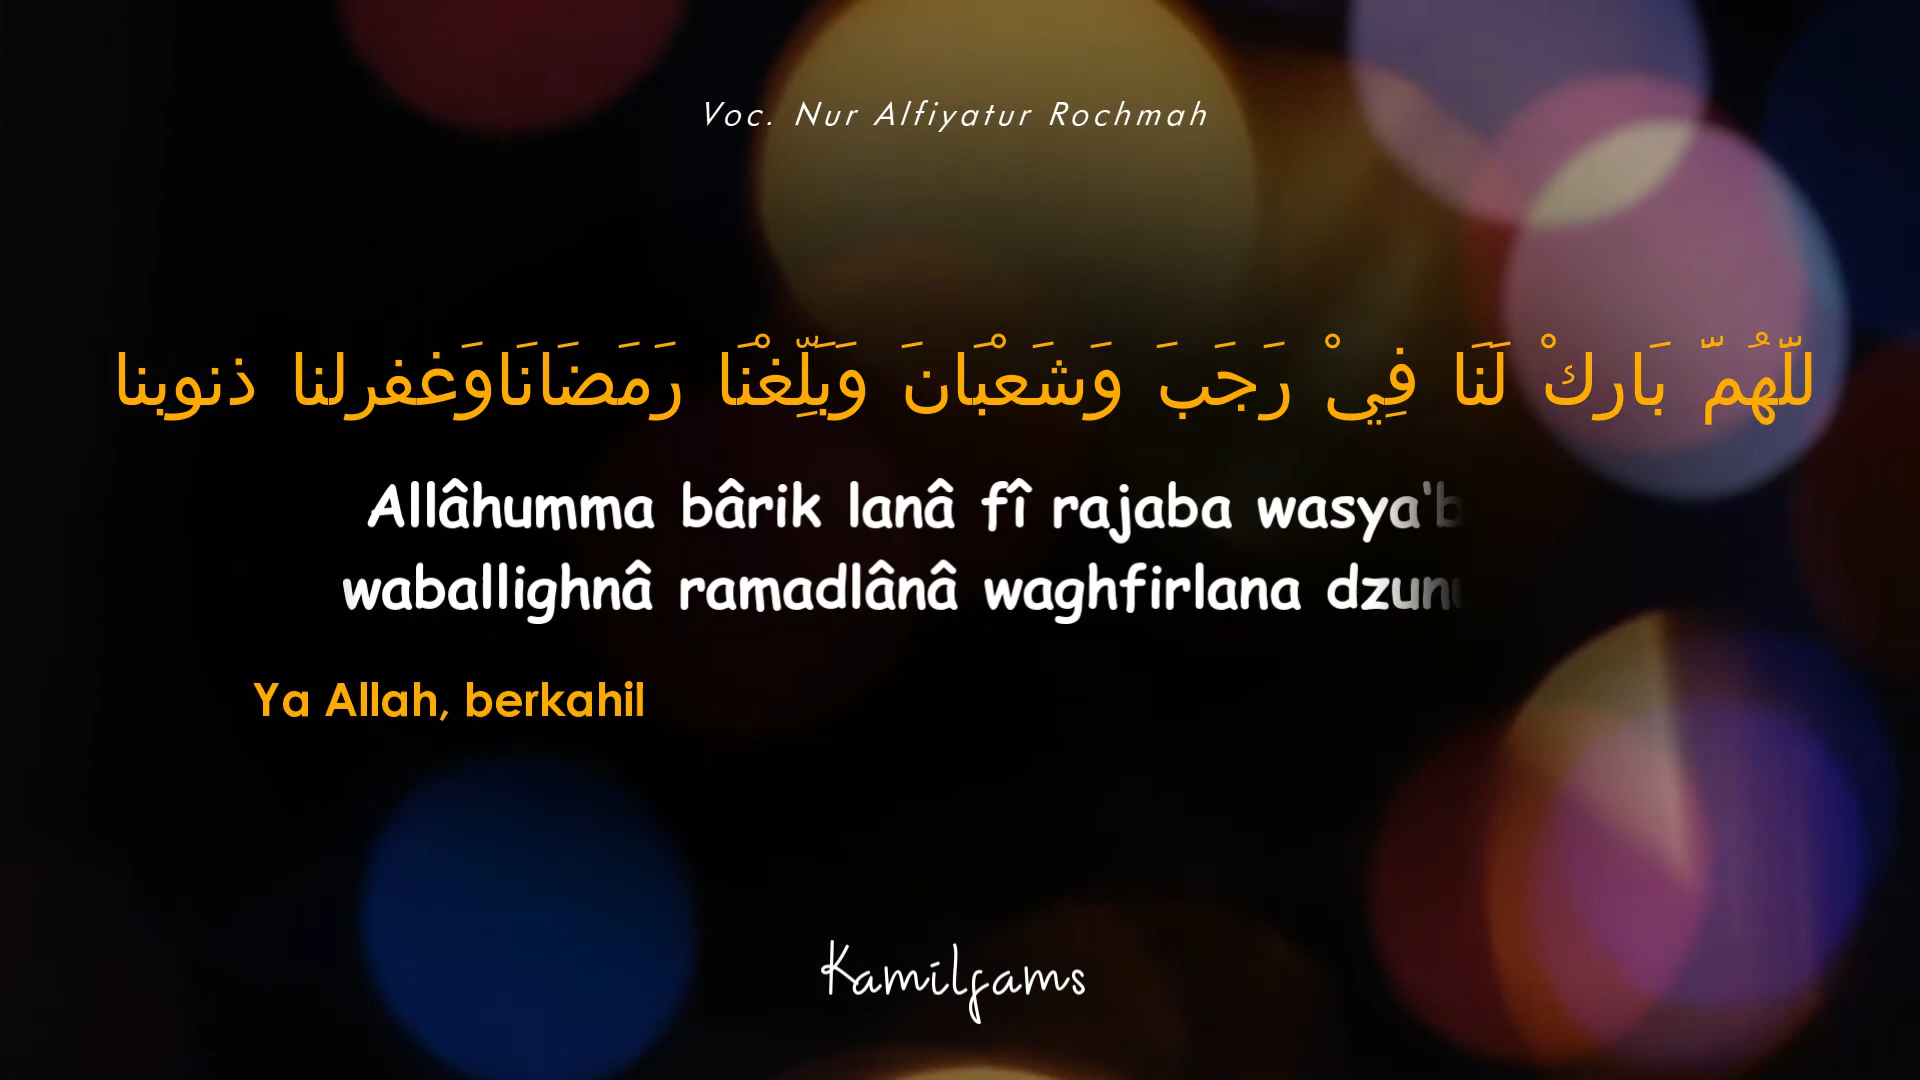 Voc. Nur Alfiyatur Rochmah
للّهُمّ بَارِكْ لَنَا فِيْ رَجَبَ وَشَعْبَانَ وَبَلِّغْنَا رَمَضَانَاوَغفرلنا ذنوبنا
Allâhumma bârik lanâ fî rajaba wasya'b
waballighnâ ramadlânâ waghfirlana dzun
Ya Allah, berkahil
Kamilgams